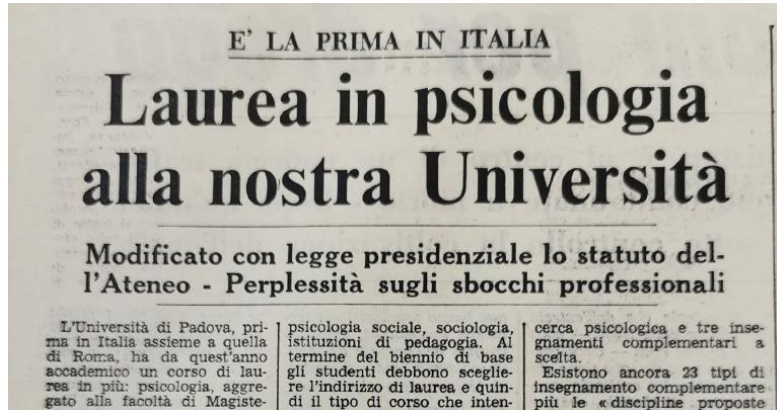 E' LA PRIMA IN ITALIA
Laurea in psicologia
alla nostra Università
Modificato con legge presidenziale lo statuto del-
l'Ateneo - Perplessità sugli sbocchi professionali
L'Università di Padova, pri-
ma in Italia assieme a quella
di Roma, ha da quest'anno
accademico un corso di lau-
rea in più: psicologia, aggre-
gato alla facoltà di Magiste-
psicologia sociale, sociologia,
istituzioni di pedagogia. Al
termine del biennio di base
gli studenti debbono sceglie-
re l'indirizzo di laurea e quin-
di il tipo di corso che inten-
cerca psicologica e tre inse-
gnamenti complementari a
scelta.
Esistono ancora 23 tipi di
insegnamento complementare
più le « discipline proposte